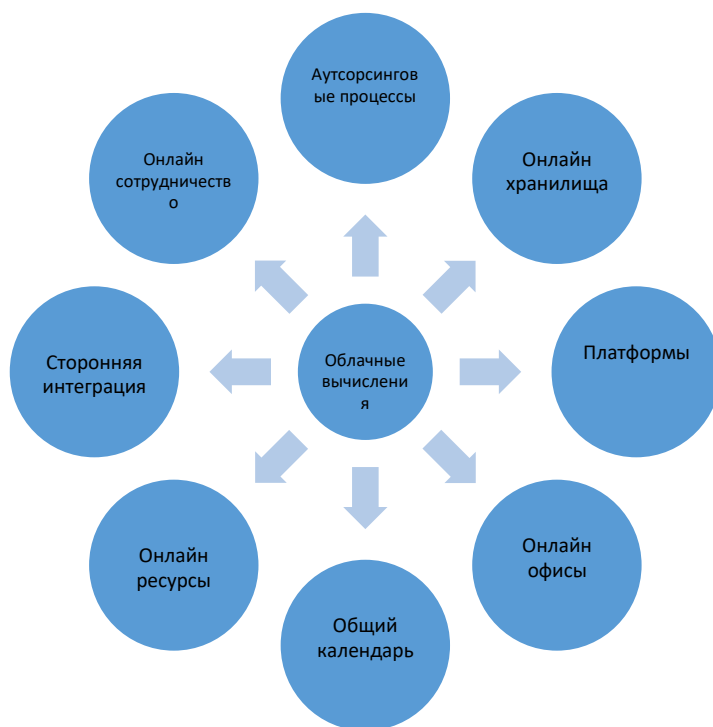 Аутсорсингов
ые процессы
Онлайн
сотрудничеств
о
Онлайн
хранилища
Сторонняя
интеграция
Облачные
вычислени
я
Платформы
Онлайн
ресурсы
Онлайн
офисы
Общий
календарь